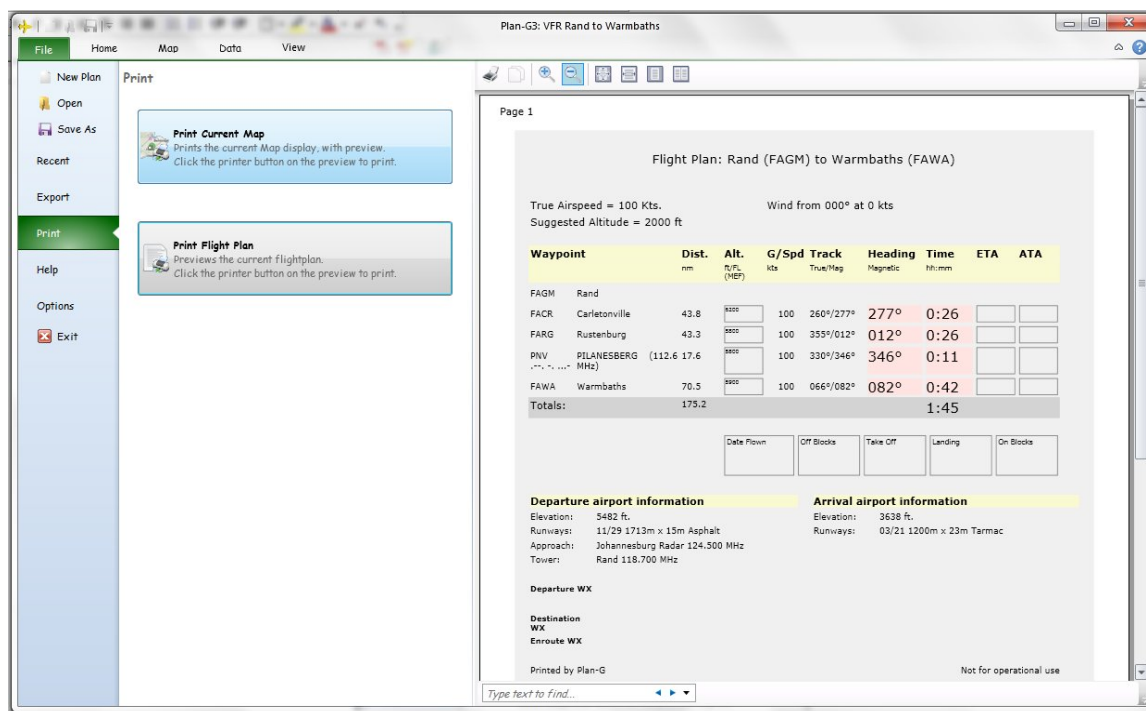 Plan-G3: VFR Rand to Warmbaths
File Home Map Data View
New Plan
Open
Save As
Recent
Export
Print
Help
Options
Exit
Print
Print Current Map
Prints the current Map display, with preview.
Click the printer button on the preview to print.
Print Flight Plan
Previews the current flightplan.
Click the printer button on the preview to print.
Page 1
Flight Plan: Rand (FAGM) to Warmbaths (FAWA)
True Airspeed = 100 Kts. Wind from 000° at 0 kts
Suggested Altitude = 2000 ft
Waypoint Dist. Alt. G/Spd Track Heading Time ETA ATA
nm ft/FL kts True/Mag Magnetic hh:mm
(MEF)
FAGM Rand
FACR Carletonville 43.8 100 260°/277° 277° 0:26
FARG Rustenburg 43.3 100 355°/012° 012° 0:26
PNV PILANESBERG (112.6 17.6 100 330°/346° 346° 0:11
.--. -. ...- MHz)
FAWA Warmbaths 70.5 5900 100 066°/082° 082° 0:42
Totals: 175.2 1:45
Date Flown Off Blocks Take Off Landing On Blocks
Departure airport information Arrival airport information
Elevation: 5482 ft. Elevation: 3638 ft.
Runways: 11/29 1713m x 15m Asphalt Runways: 03/21 1200m x 23m Tarmac
Approach: Johannesburg Radar 124.500 MHz
Tower: Rand 118.700 MHz
Departure WX
Destination
WX
Enroute WX
Printed by Plan-G Not for operational use
Type text to find...